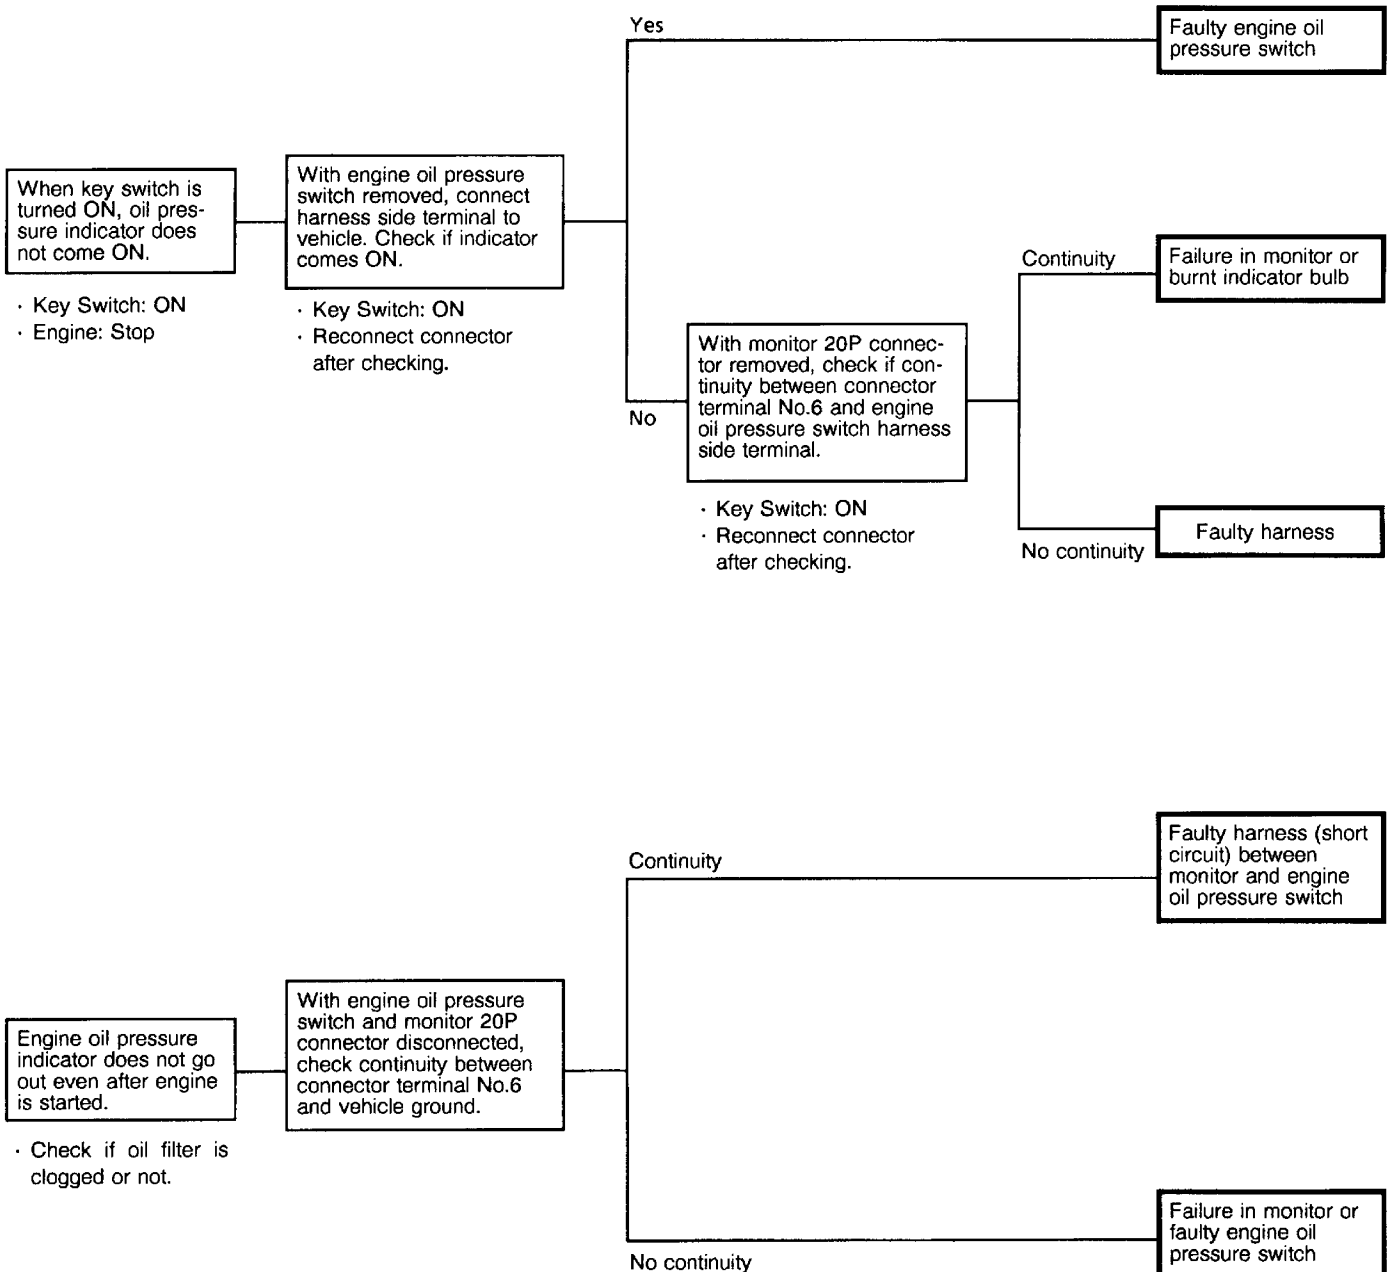 Yes
Faulty engine oil
pressure switch
When key switch is
turned ON, oil pres-
sure indicator does
not come ON.
· Key Switch: ON
· Engine: Stop
With engine oil pressure
switch removed, connect
harness side terminal to
vehicle. Check if indicator
comes ON.
· Key Switch: ON
· Reconnect connector
after checking.
Continuity
Failure in monitor or
burnt indicator bulb
No
With monitor 20P connec-
tor removed, check if con-
tinuity between connector
terminal No.6 and engine
oil pressure switch harness
side terminal.
· Key Switch: ON
· Reconnect connector
after checking.
No continuity
Faulty harness
Continuity
Faulty harness (short
circuit) between
monitor and engine
oil pressure switch
Engine oil pressure
indicator does not go
out even after engine
is started.
· Check if oil filter is
clogged or not.
With engine oil pressure
switch and monitor 20P
connector disconnected,
check continuity between
connector terminal No.6
and vehicle ground.
No continuity
Failure in monitor or
faulty engine oil
pressure switch